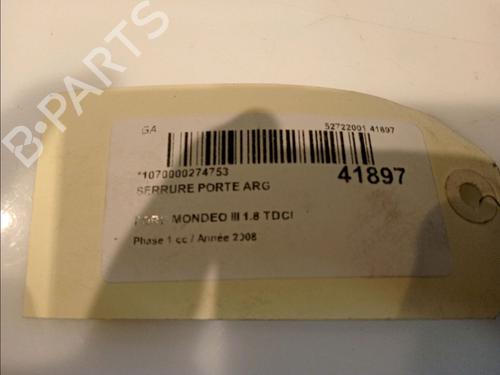 B-PARTS
GA
52722001 41897
*1070000274753
41897
SERRURE PORTE ARG
MONDEO III 1.8 TDCI
Phase 1 cc / Année 2008